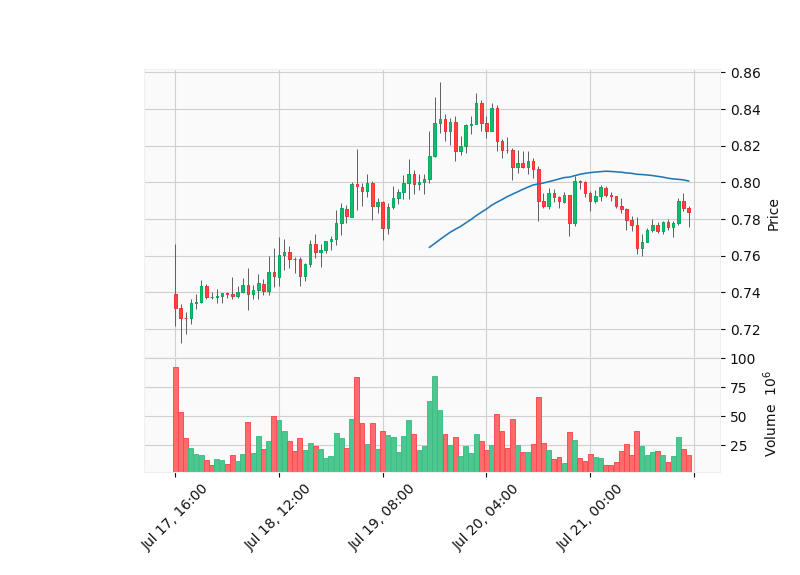 0.86
0.84
0.82
0.80
0.78
0.76
0.74
0.72
Price
100
75
50
25
Volume 10⁶
Jul 17, 16:00
Jul 18, 12:00
Jul 19, 08:00
Jul 20, 04:00
Jul 21, 00:00